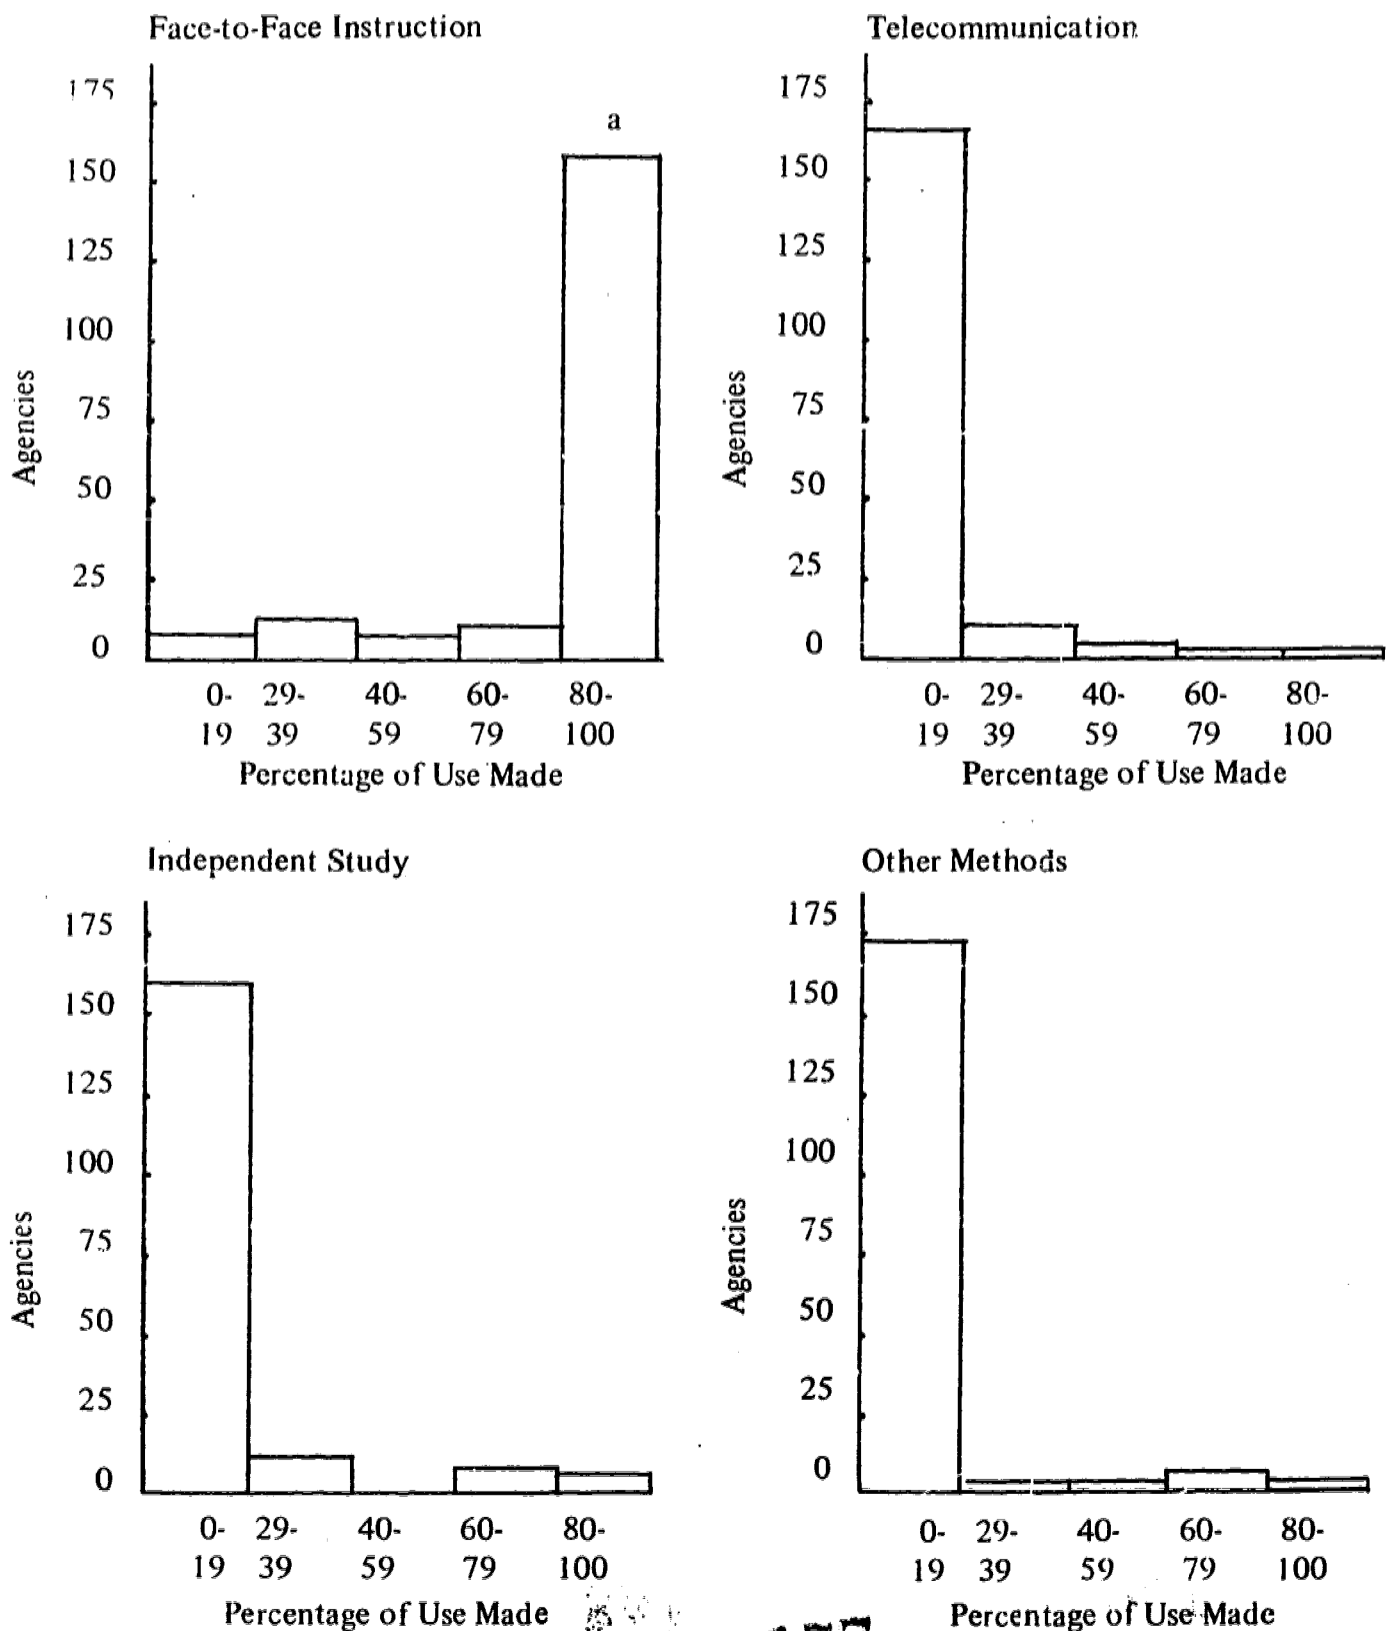 Face-to-Face Instruction
175
a
150
125
100
75
50
25
0
Agencies
0- 29- 40- 60- 80-
19 39 59 79 100
Percentage of Use Made
Telecommunication
175
150
125
100
75
50
25
0
Agencies
0- 29- 40- 60- 80-
19 39 59 79 100
Percentage of Use Made
Independent Study
175
150
125
100
75
50
25
0
Agencies
0- 29- 40- 60- 80-
19 39 59 79 100
Percentage of Use Made
Other Methods
175
150
125
100
75
50
25
0
Agencies
0- 29- 40- 60- 80-
19 39 59 79 100
Percentage of Use Made